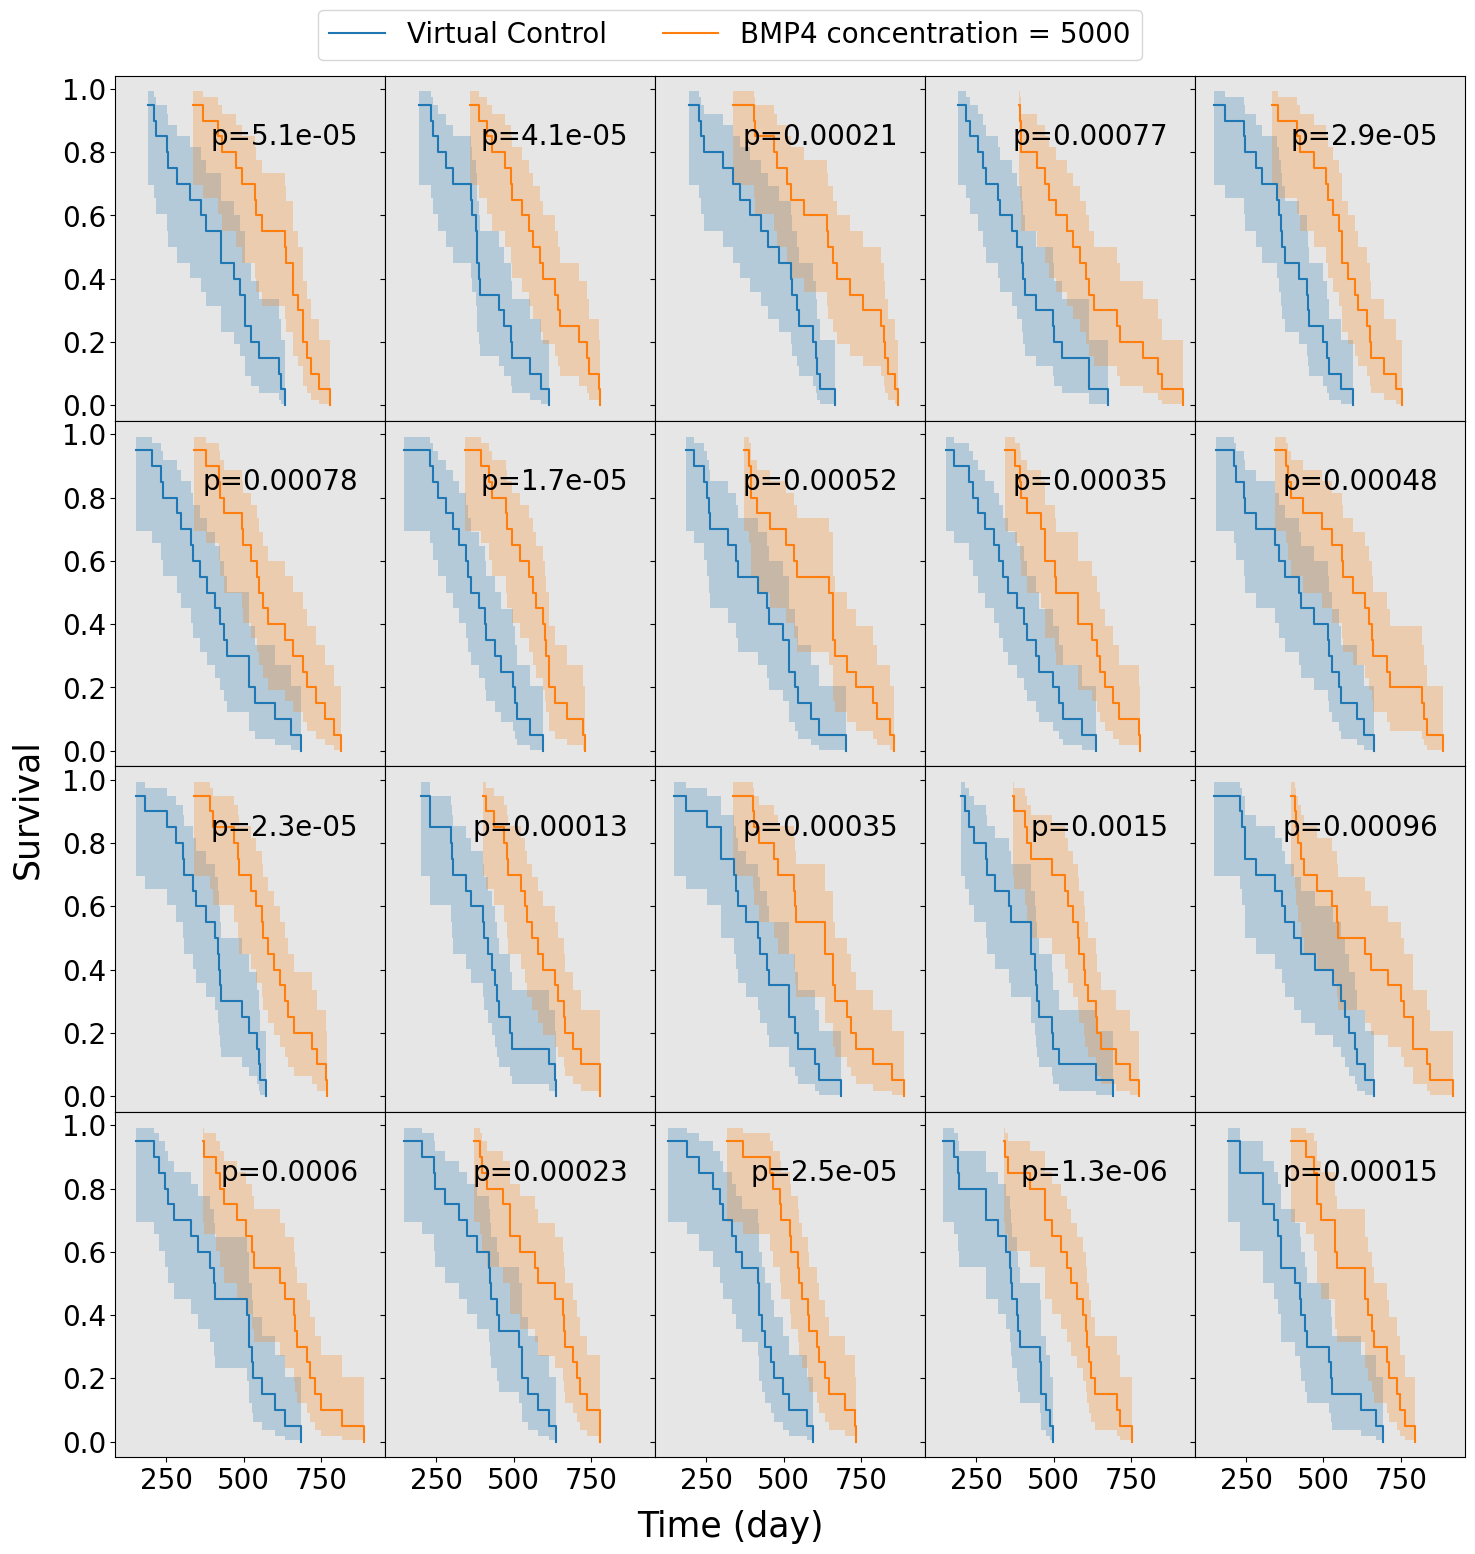 Virtual Control BMP4 concentration = 5000
1.0 p=5.1e-05 p=4.1e-05 p=0.00021 p=0.00077 p=2.9e-05
0.8
0.6
0.4
0.2
0.0
1.0 p=0.00078 p=1.7e-05 p=0.00052 p=0.00035 p=0.00048
0.8
0.6
0.4
0.2
0.0
Survival
1.0 p=2.3e-05 p=0.00013 p=0.00035 p=0.0015 p=0.00096
0.8
0.6
0.4
0.2
0.0
1.0 p=0.0006 p=0.00023 p=2.5e-05 p=1.3e-06 p=0.00015
0.8
0.6
0.4
0.2
0.0
250 500 750 250 500 750 250 500 750 250 500 750 250 500 750
Time (day)